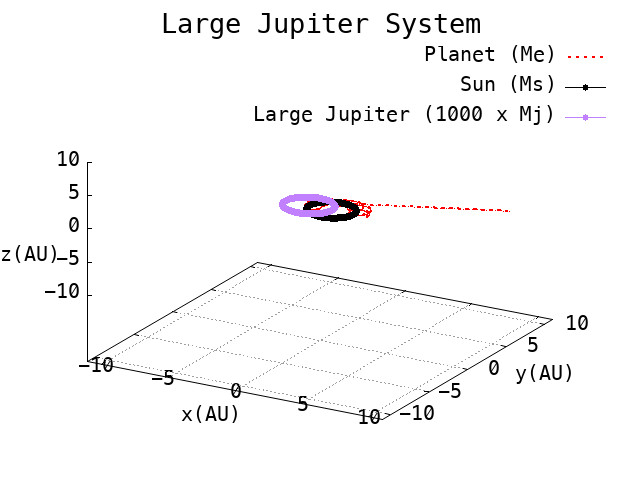 Large Jupiter System
Planet (Me)
Sun (Ms)
Large Jupiter (1000 x Mj)
10
5
0
z(AU)
-5
-10
-10
-5
0
5
10
x(AU)
-10
-5
0
5
10
y(AU)